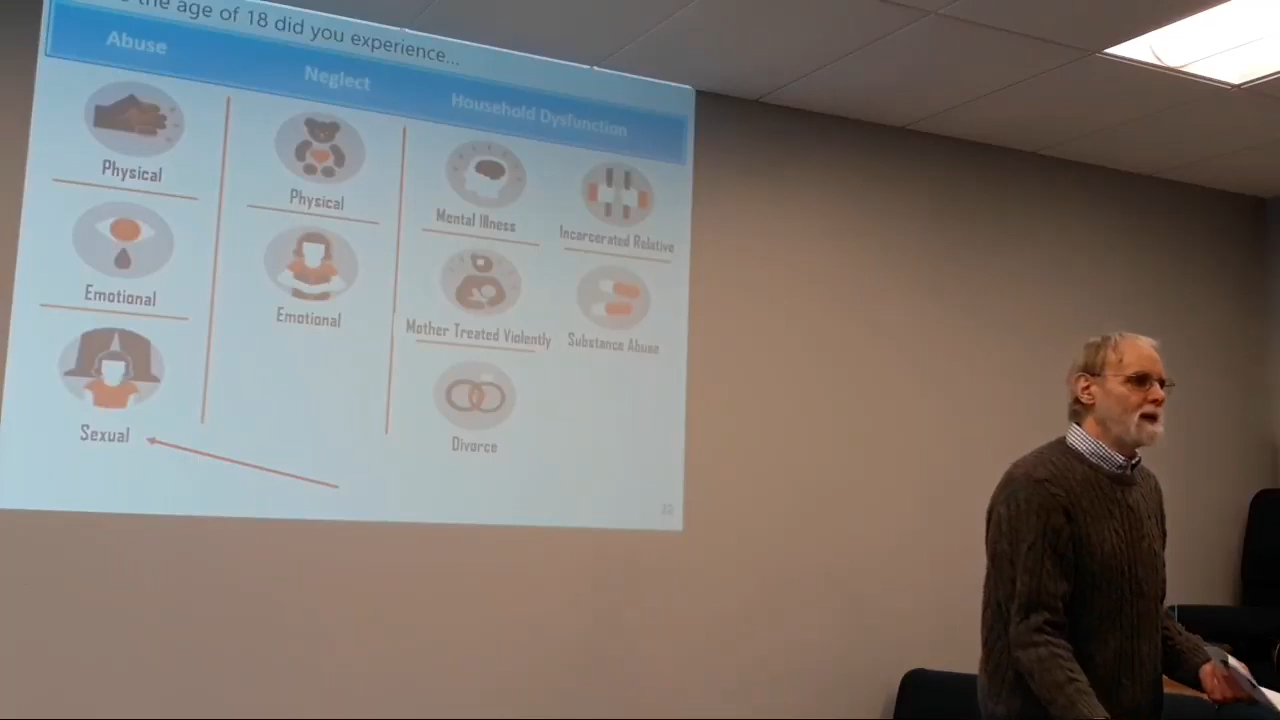 the age of 18 did you experience...
Abuse
Neglect
Household Dysfunction
Physical
Emotional
Sexual
Physical
Emotional
Mental Illness
Incarcerated Relative
Mother Treated Violently
Substance Abuse
Divorce